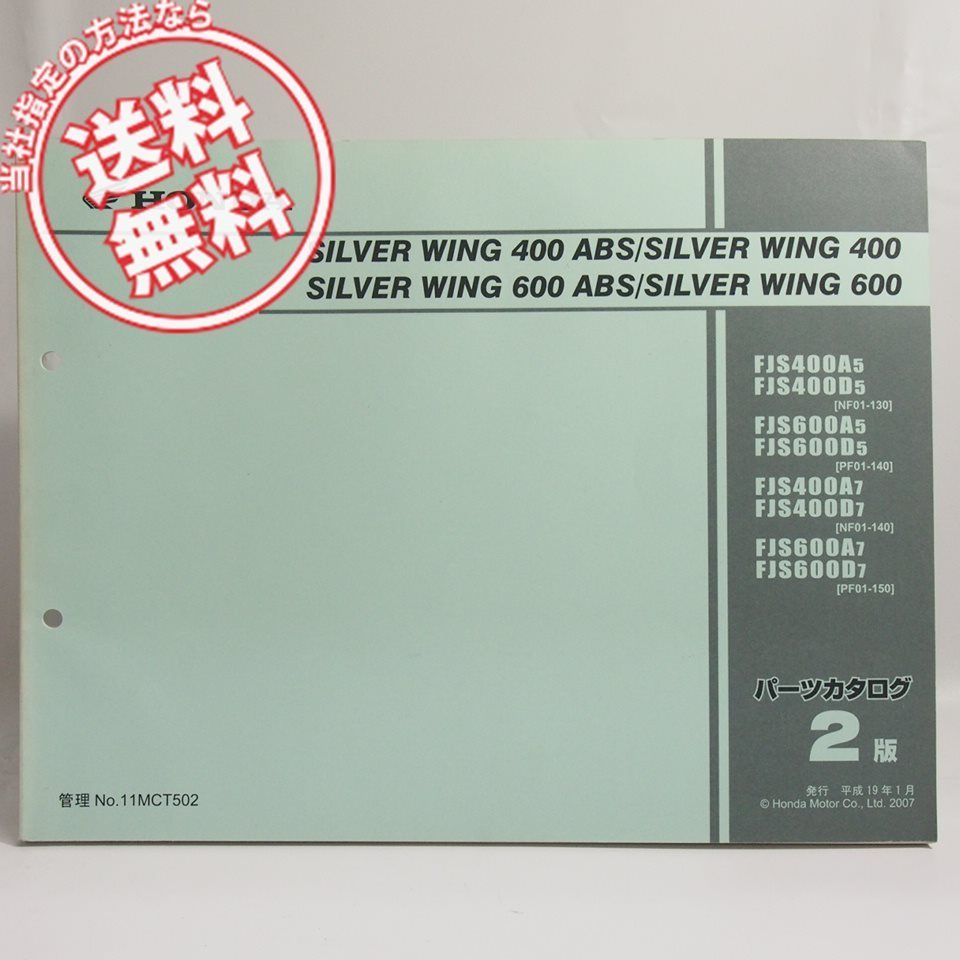 当社指定の方法なら
送料
無料
HONDA
SILVER WING 400 ABS/SILVER WING 400
SILVER WING 600 ABS/SILVER WING 600
FJS400A5
FJS400D5
[NF01-130]
FJS600A5
FJS600D5
[PF01-140]
FJS400A7
FJS400D7
[NF01-140]
FJS600A7
FJS600D7
[PF01-150]
パーツカタログ
2版
管理 No.11MCT502
発行 平成19年1月
© Honda Motor Co., Ltd. 2007